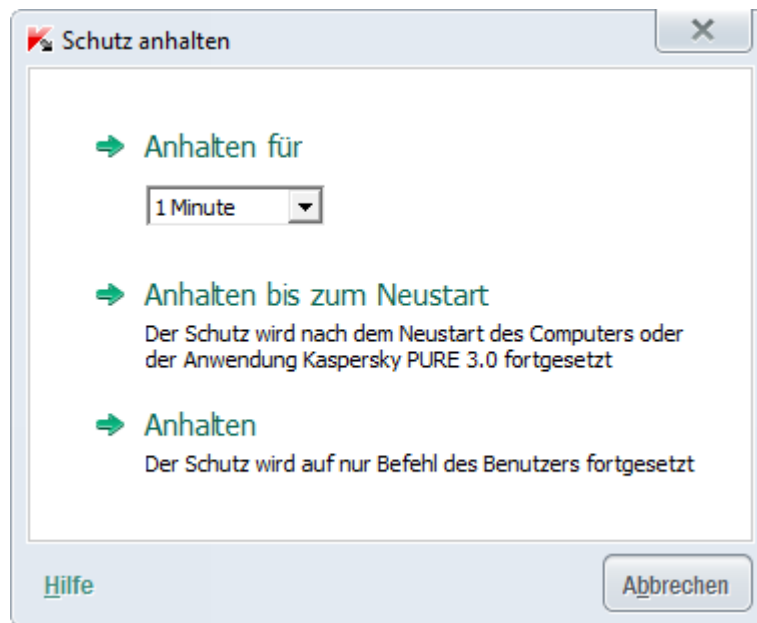 Schutz anhalten
Anhalten für
1 Minute
Anhalten bis zum Neustart
Der Schutz wird nach dem Neustart des Computers oder
der Anwendung Kaspersky PURE 3.0 fortgesetzt
Anhalten
Der Schutz wird auf nur Befehl des Benutzers fortgesetzt
Hilfe
Abbrechen